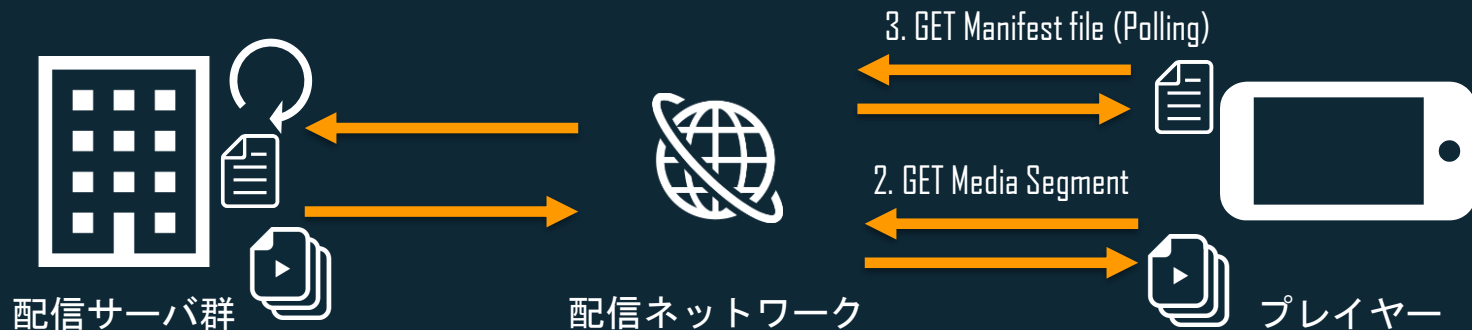 3. GET Manifest file (Polling)
2. GET Media Segment
配信サーバ群
配信ネットワーク
プレイヤー